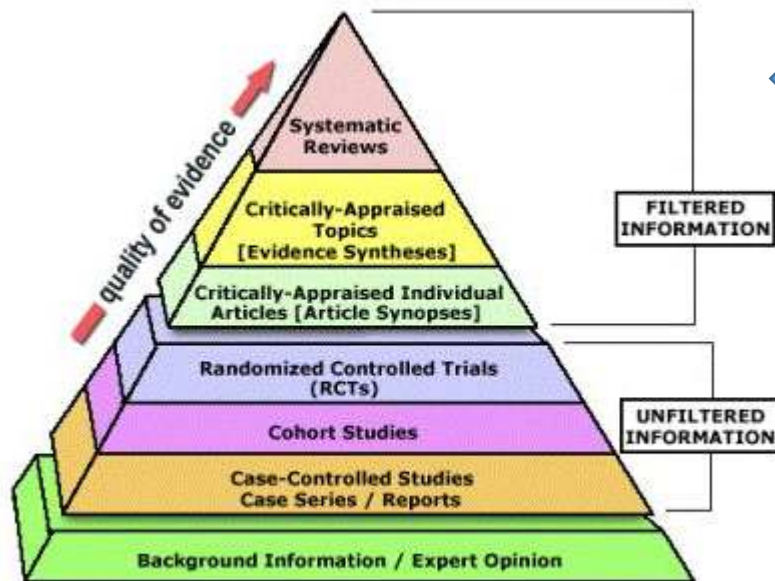 quality of evidence
Systematic
Reviews
Critically-Appraised
Topics
[Evidence Syntheses]
Critically-Appraised Individual
Articles [Article Synopses]
Randomized Controlled Trials
(RCTs)
Cohort Studies
Case-Controlled Studies
Case Series / Reports
Background Information / Expert Opinion
FILTERED
INFORMATION
UNFILTERED
INFORMATION